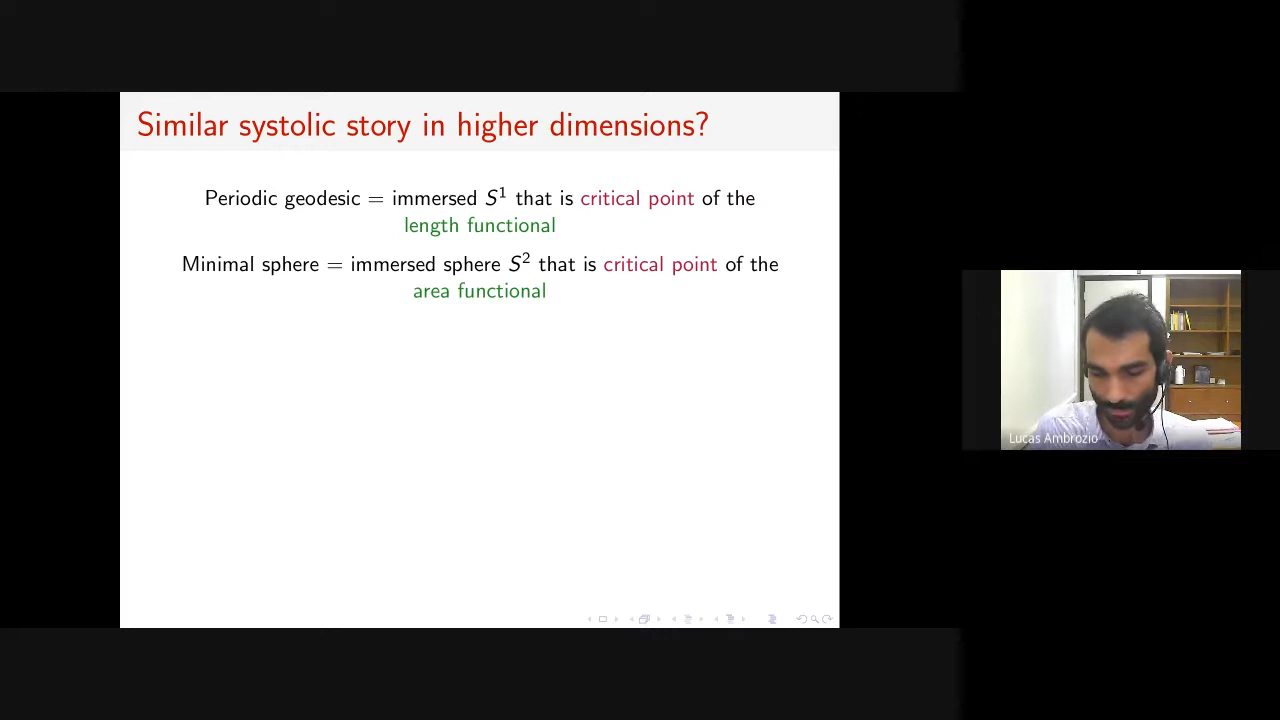 Similar systolic story in higher dimensions?
Periodic geodesic = immersed S¹ that is critical point of the
length functional
Minimal sphere = immersed sphere S² that is critical point of the
area functional
Lucas Ambrozio